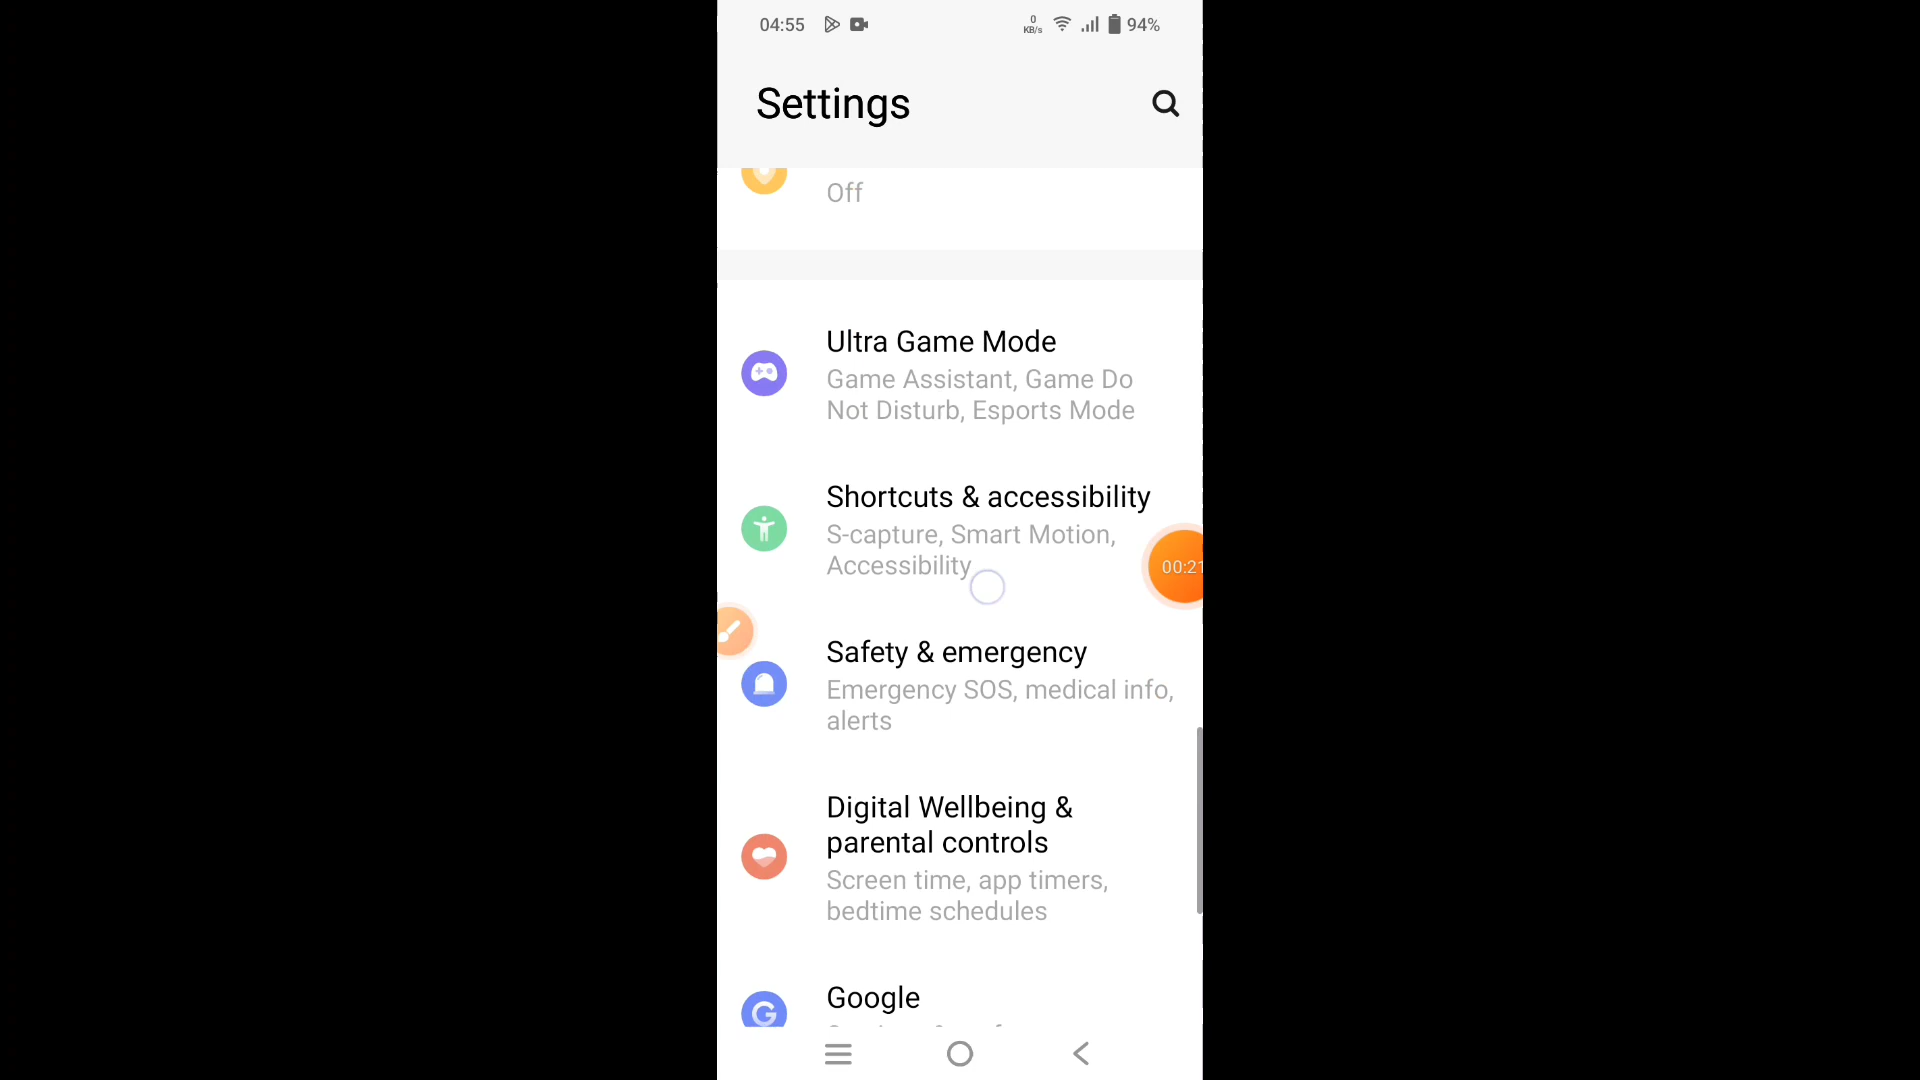 04:55
0
KB/s
94%
Settings
Off
Ultra Game Mode
Game Assistant, Game Do
Not Disturb, Esports Mode
Shortcuts & accessibility
S-capture, Smart Motion,
Accessibility
00:21
Safety & emergency
Emergency SOS, medical info,
alerts
Digital Wellbeing &
parental controls
Screen time, app timers,
bedtime schedules
Google